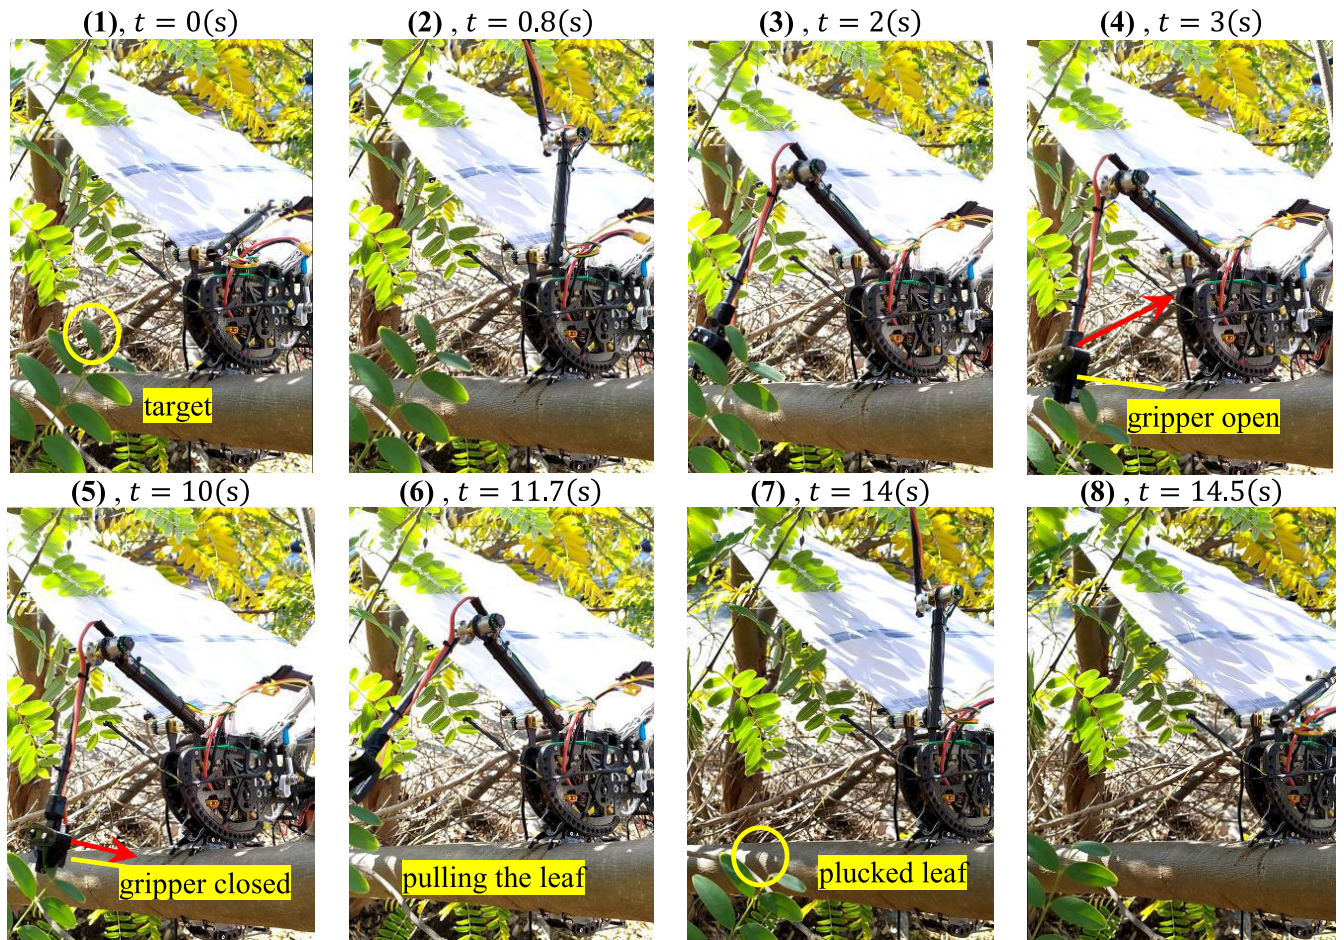 (1), t = 0(s)
(2) , t = 0.8(s)
(3) , t = 2(s)
(4) , t = 3(s)
target
gripper open
(5) , t = 10(s)
(6) , t = 11.7(s)
(7) , t = 14(s)
(8) , t = 14.5(s)
gripper closed
pulling the leaf
plucked leaf